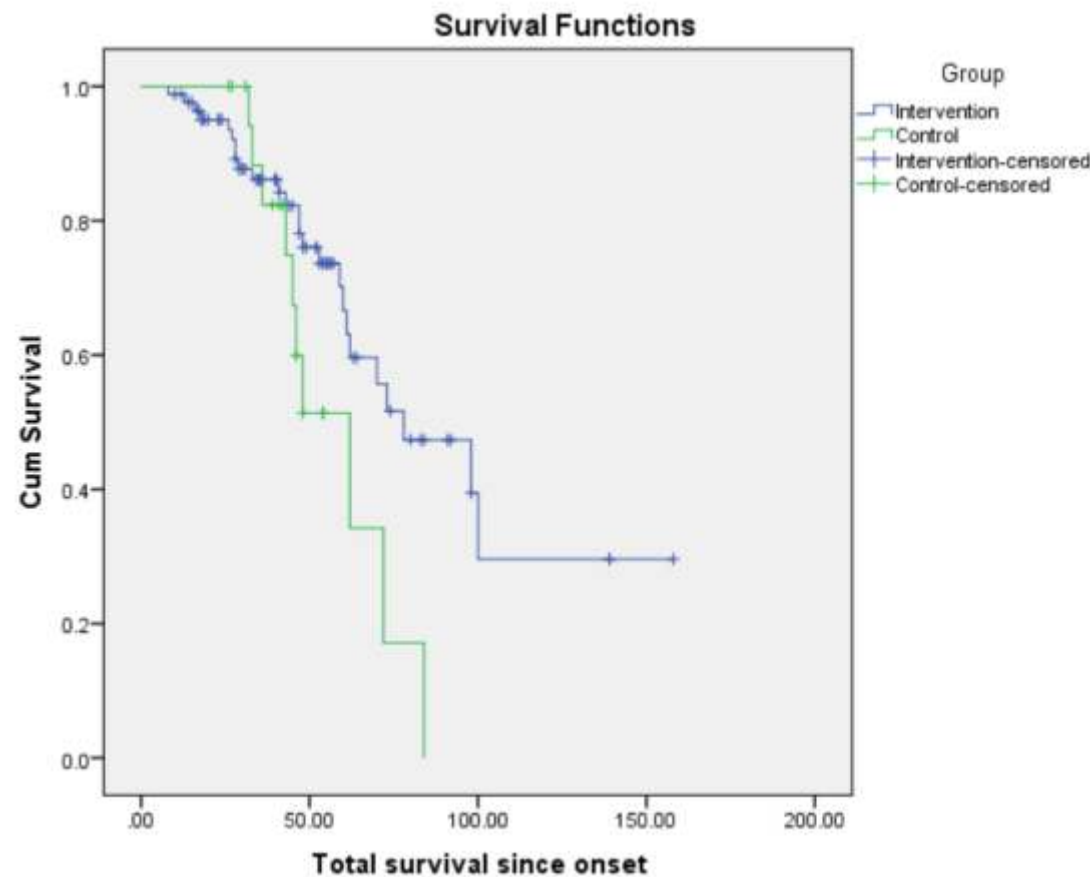 Survival Functions
Group
Intervention
Control
Intervention-censored
Control-censored
1.0
0.8
0.6
0.4
0.2
0.0
Cum Survival
.00 50.00 100.00 150.00 200.00
Total survival since onset